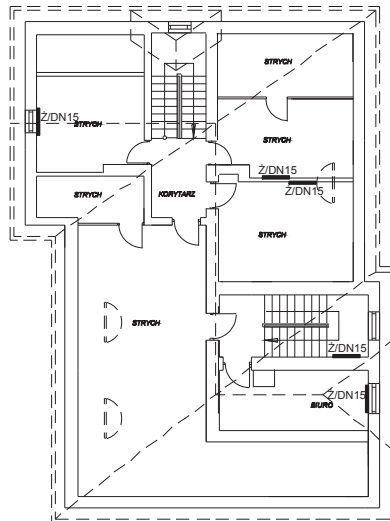 STRYCH
Ż/DN15
STRYCH
STRYCH
Ż/DN15
STRYCH
KORYTARZ
Ż/DN15
STRYCH
STRYCH
Ż/DN15
Ż/DN15
BIURO